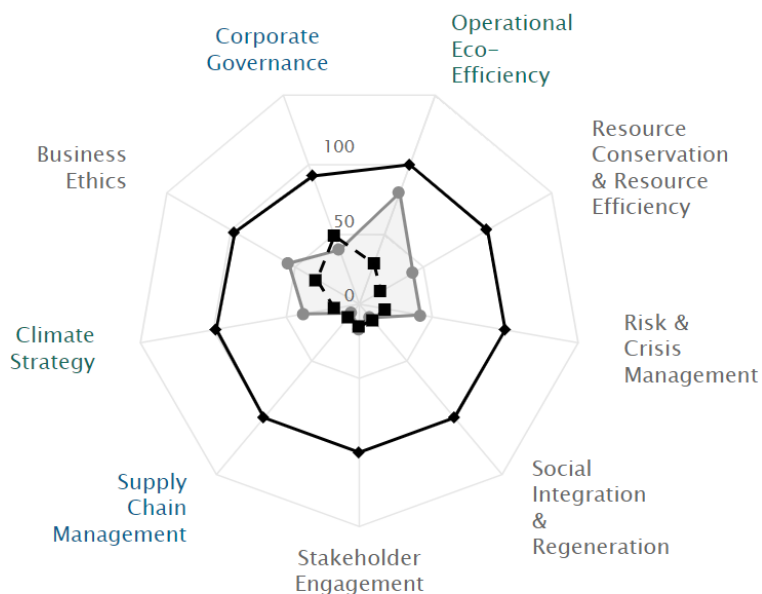 Corporate
Governance
Operational
Eco-
Efficiency
Business
Ethics
100
Resource
Conservation
& Resource
Efficiency
50
0
Climate
Strategy
Risk &
Crisis
Management
Supply
Chain
Management
Social
Integration
&
Regeneration
Stakeholder
Engagement